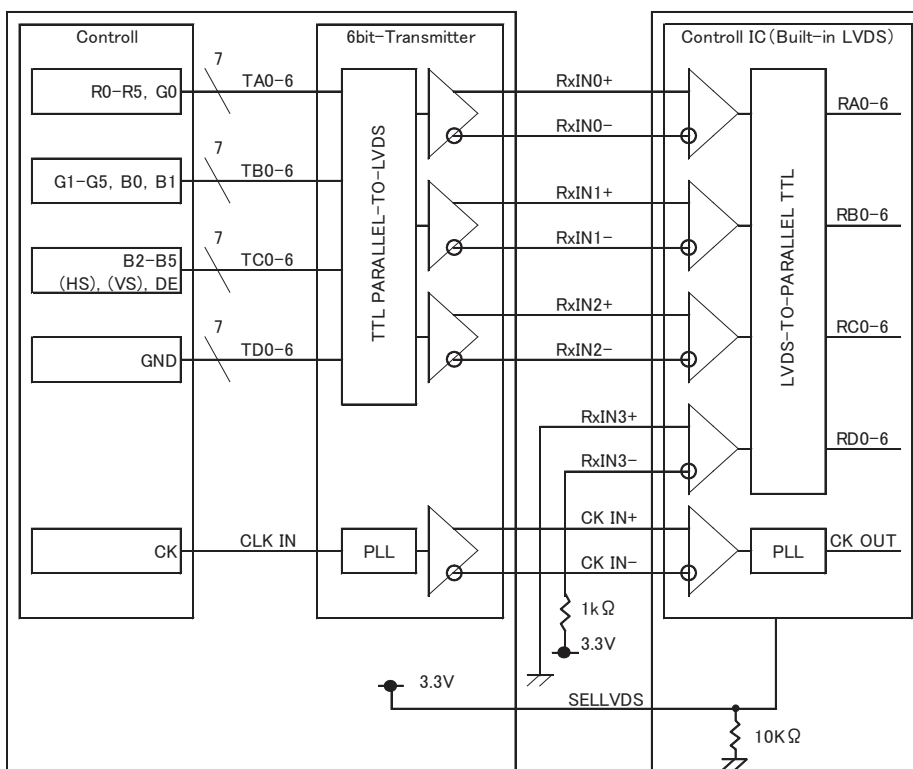 Controll
6bit-Transmitter
Controll IC(Built-in LVDS)
R0-R5, G0
7
TA0-6
RxIN0+
RxIN0-
RA0-6
G1-G5, B0, B1
7
TB0-6
RxIN1+
RxIN1-
RB0-6
B2-B5
(HS), (VS), DE
7
TC0-6
RxIN2+
RxIN2-
RC0-6
GND
7
TD0-6
RxIN3+
RxIN3-
RD0-6
TTL PARALLEL-TO-LVDS
LVDS-TO-PARALLEL TTL
CK
CLK IN
PLL
CK IN+
CK IN-
PLL
CK OUT
1kΩ
3.3V
3.3V
SELLVDS
10KΩ